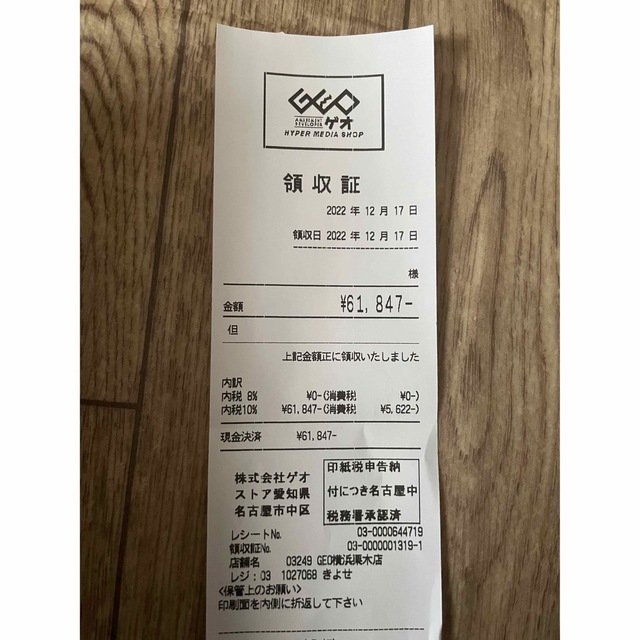 GEO
ゲオ
HYPER MEDIA SHOP
領収証
2022 年 12 月 17 日
領収日 2022 年 12 月 17 日
様
金額 ¥61,847-
但
上記金額正に領収いたしました
内訳
内税 8% ¥0-(消費税 ¥0-)
内税10% ¥61,847-(消費税 ¥5,622-)
現金決済 ¥61,847-
株式会社ゲオ
ストア愛知県
名古屋市中区
印紙税申告納
付につき名古屋中
税務署承認済
レシートNo. 03-0000644719
領収証No. 03-0000001319-1
店舗名 03249 GEO横浜栗木店
レジ:03 1027068 きよせ
<保管上のお願い>
印刷面を内側に折返して下さい